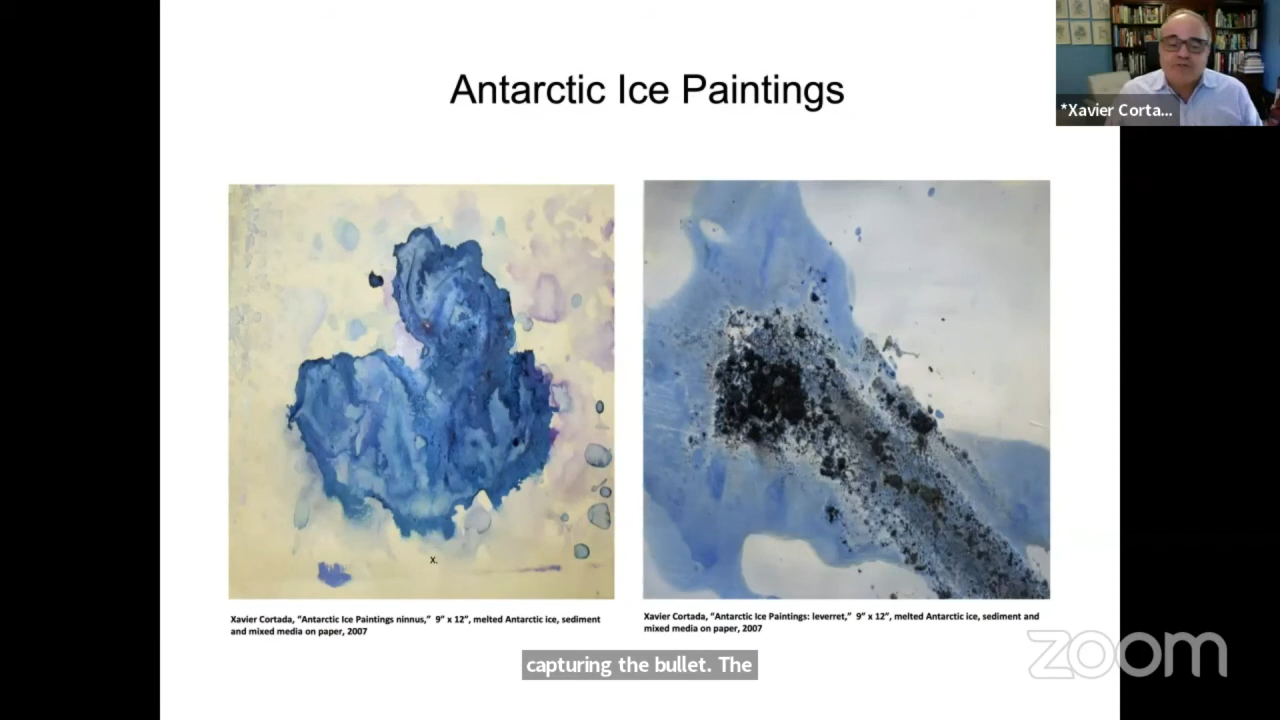 Antarctic Ice Paintings
*Xavier Corta...
X.
Xavier Cortada, “Antarctic Ice Paintings ninnus,” 9” x 12”, melted Antarctic ice, sediment
and mixed media on paper, 2007
Xavier Cortada, “Antarctic Ice Paintings: leverret,” 9” x 12”, melted Antarctic ice, sediment and
mixed media on paper, 2007
capturing the bullet. The
zoom